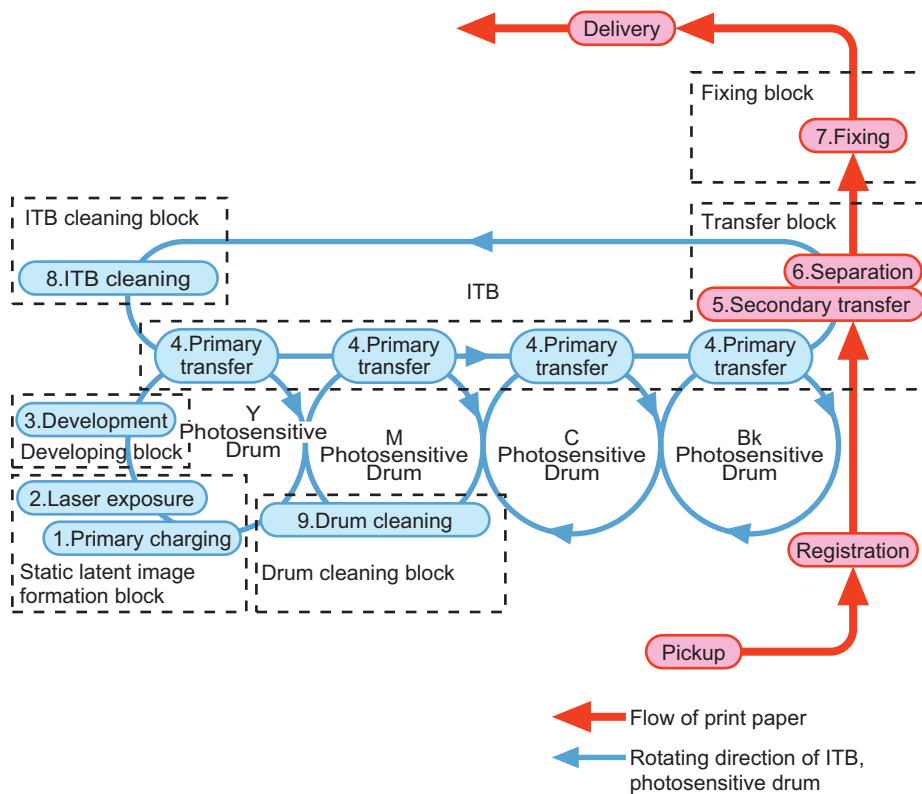 Delivery
Fixing block
7.Fixing
ITB cleaning block
Transfer block
8.ITB cleaning
6.Separation
ITB
5.Secondary transfer
4.Primary
transfer
4.Primary
transfer
4.Primary
transfer
4.Primary
transfer
3.Development
Developing block
Y
Photosensitive
Drum
M
Photosensitive
Drum
C
Photosensitive
Drum
Bk
Photosensitive
Drum
2.Laser exposure
1.Primary charging
Static latent image
formation block
9.Drum cleaning
Drum cleaning block
Registration
Pickup
Flow of print paper
Rotating direction of ITB,
photosensitive drum